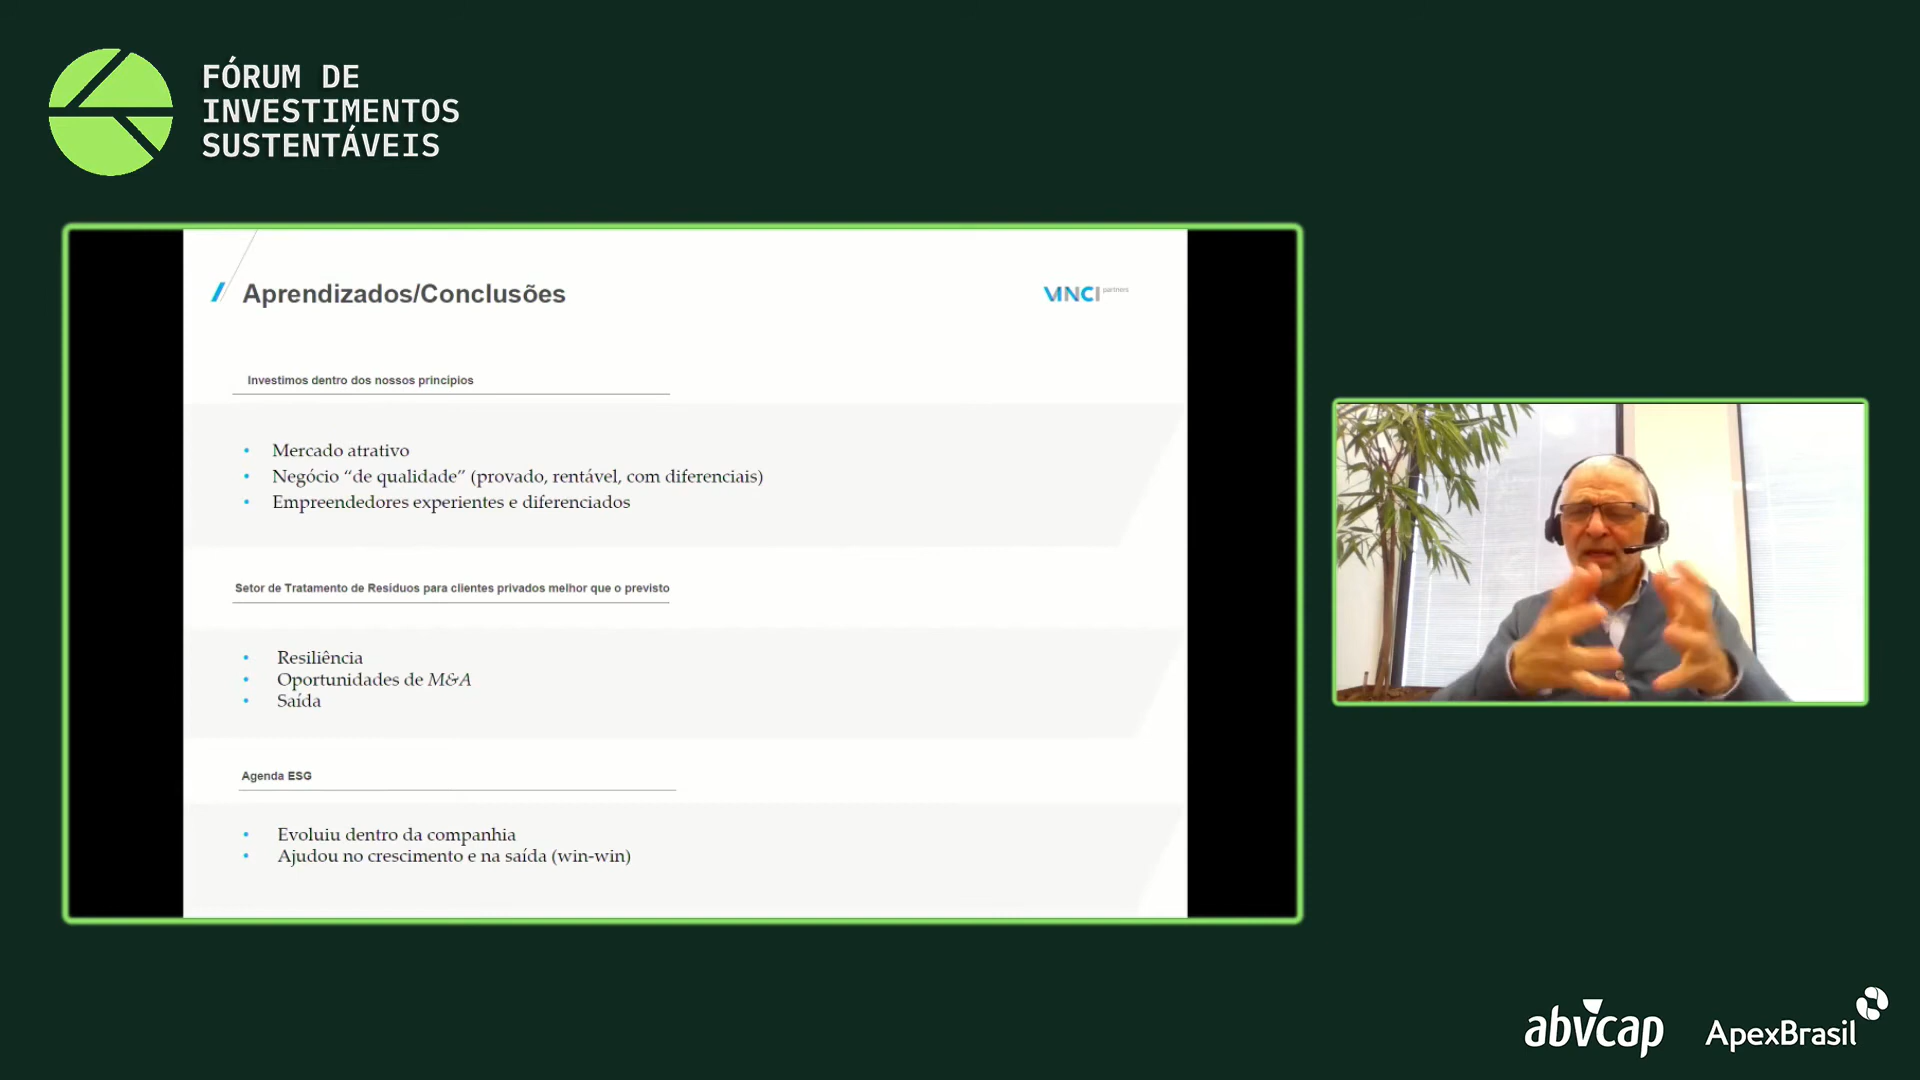 FÓRUM DE
INVESTIMENTOS
SUSTENTÁVEIS
Aprendizados/Conclusões
VINCI partners
Investimos dentro dos nossos princípios
• Mercado atrativo
• Negócio “de qualidade” (provado, rentável, com diferenciais)
• Empreendedores experientes e diferenciados
Setor de Tratamento de Resíduos para clientes privados melhor que o previsto
• Resiliência
• Oportunidades de M&A
• Saída
Agenda ESG
• Evoluiu dentro da companhia
• Ajudou no crescimento e na saída (win-win)
abvcap
ApexBrasil